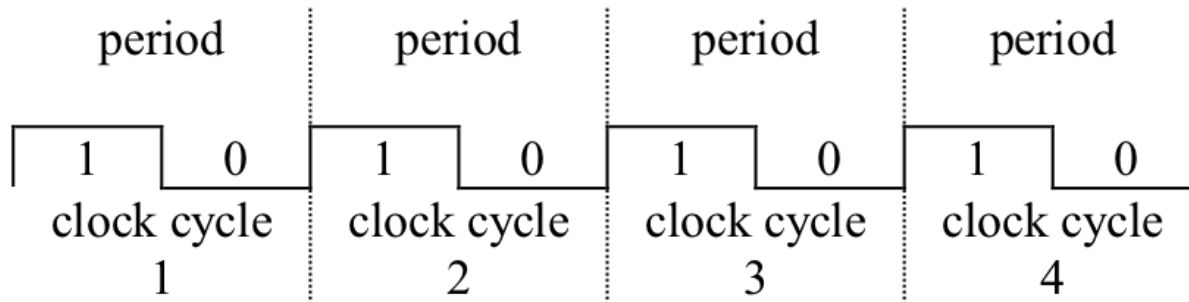 period period period period
1 0 1 0 1 0 1 0
clock cycle clock cycle clock cycle clock cycle
1 2 3 4